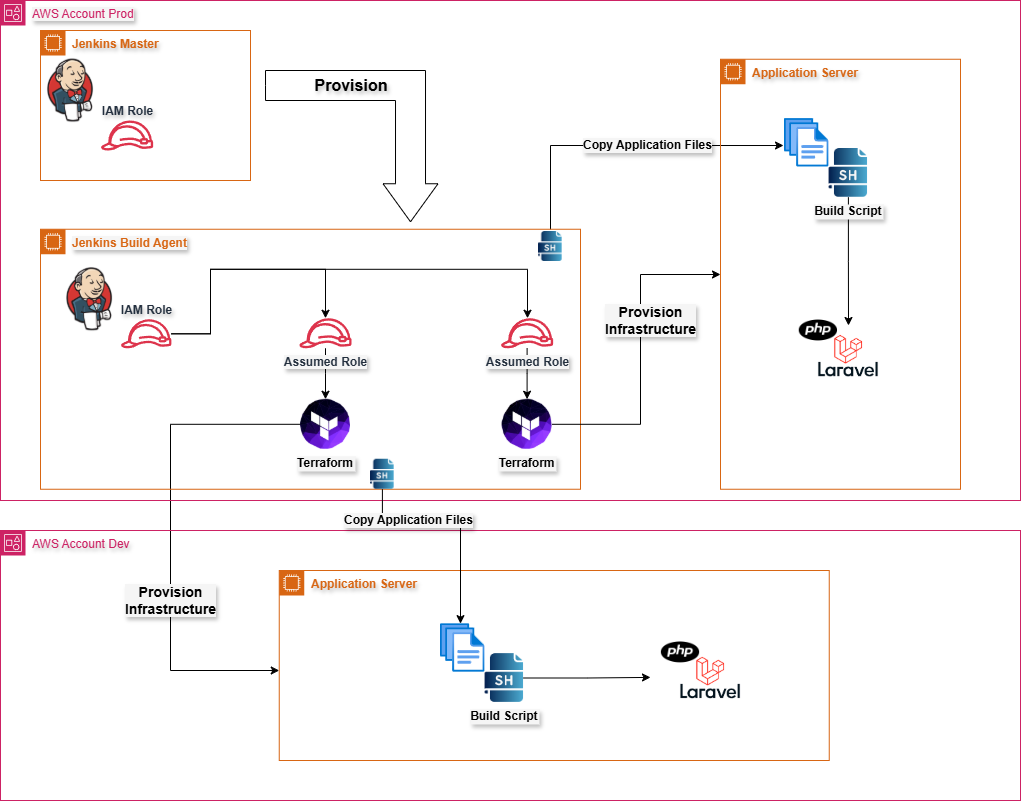 AWS Account Prod
Jenkins Master
IAM Role
Provision
Application Server
Copy Application Files
SH
Build Script
Jenkins Build Agent
SH
IAM Role
Assumed Role
Assumed Role
Provision
Infrastructure
php
Laravel
Terraform
Terraform
SH
Copy Application Files
AWS Account Dev
Application Server
Provision
Infrastructure
SH
Build Script
php
Laravel